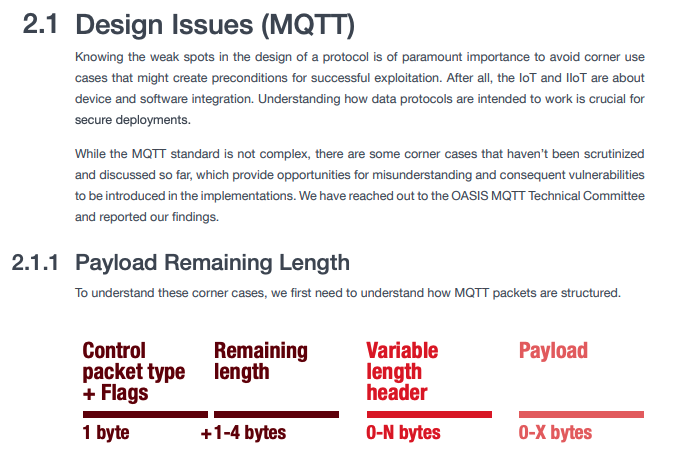 2.1 Design Issues (MQTT)
Knowing the weak spots in the design of a protocol is of paramount importance to avoid corner use
cases that might create preconditions for successful exploitation. After all, the IoT and IIoT are about
device and software integration. Understanding how data protocols are intended to work is crucial for
secure deployments.
While the MQTT standard is not complex, there are some corner cases that haven’t been scrutinized
and discussed so far, which provide opportunities for misunderstanding and consequent vulnerabilities
to be introduced in the implementations. We have reached out to the OASIS MQTT Technical Committee
and reported our findings.
2.1.1 Payload Remaining Length
To understand these corner cases, we first need to understand how MQTT packets are structured.
Control
packet type
+ Flags
1 byte
Remaining
length
+1-4 bytes
Variable
length
header
0-N bytes
Payload
0-X bytes